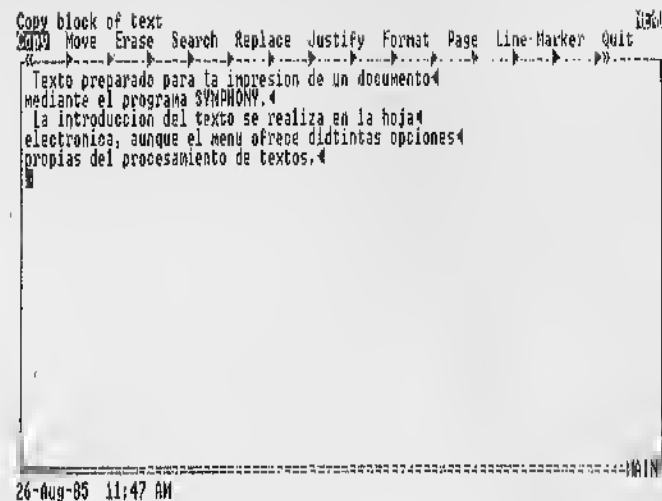 Copy block of text MENU
Copy Move Erase Search Replace Justify Format Page Line-Marker Quit
Texto preparado para la impresion de un documento
mediante el programa SYMPHONY.
La introduccion del texto se realiza en la hoja
electronica, aunque el menu ofrece didtintas opciones
propias del procesamiento de textos.
MAIN
26-Aug-85 11:47 AM